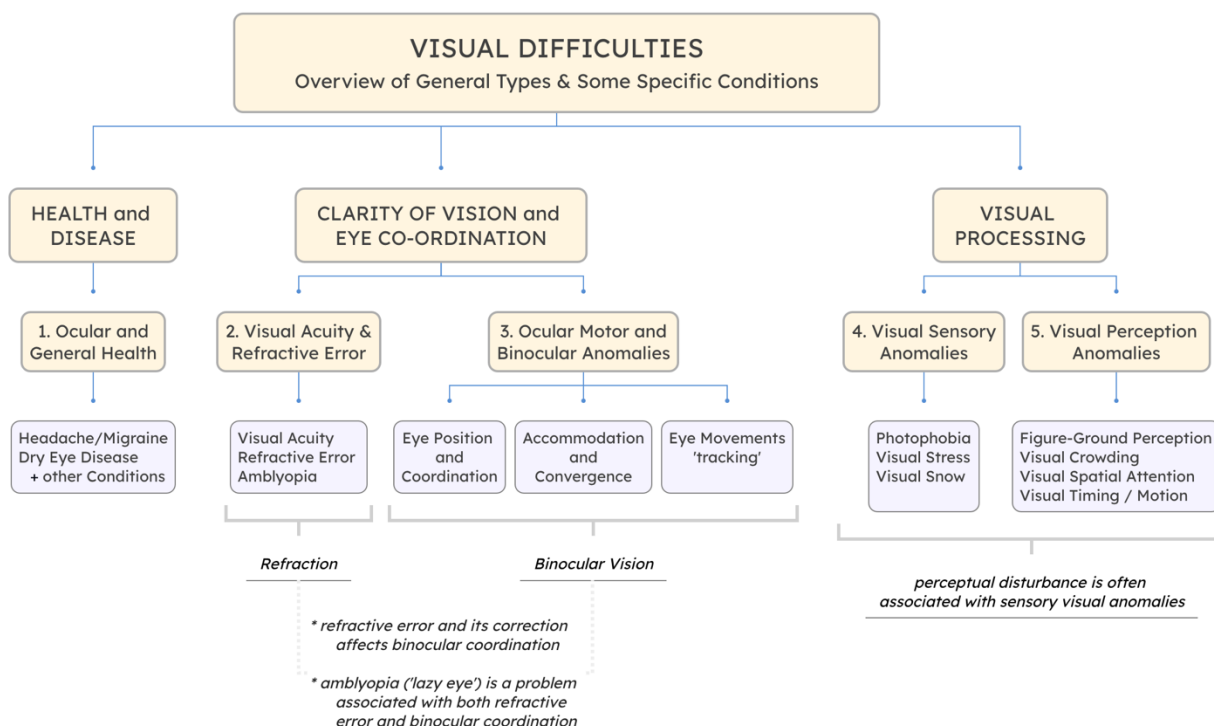 VISUAL DIFFICULTIES
Overview of General Types & Some Specific Conditions
HEALTH and
DISEASE
CLARITY OF VISION and
EYE CO-ORDINATION
VISUAL
PROCESSING
1. Ocular and
General Health
2. Visual Acuity &
Refractive Error
3. Ocular Motor and
Binocular Anomalies
4. Visual Sensory
Anomalies
5. Visual Perception
Anomalies
Headache/Migraine
Dry Eye Disease
+ other Conditions
Visual Acuity
Refractive Error
Amblyopia
Eye Position
and
Coordination
Accommodation
and
Convergence
Eye Movements
'tracking'
Photophobia
Visual Stress
Visual Snow
Figure-Ground Perception
Visual Crowding
Visual Spatial Attention
Visual Timing / Motion
Refraction
Binocular Vision
perceptual disturbance is often
associated with sensory visual anomalies
* refractive error and its correction
affects binocular coordination
* amblyopia ('lazy eye') is a problem
associated with both refractive
error and binocular coordination